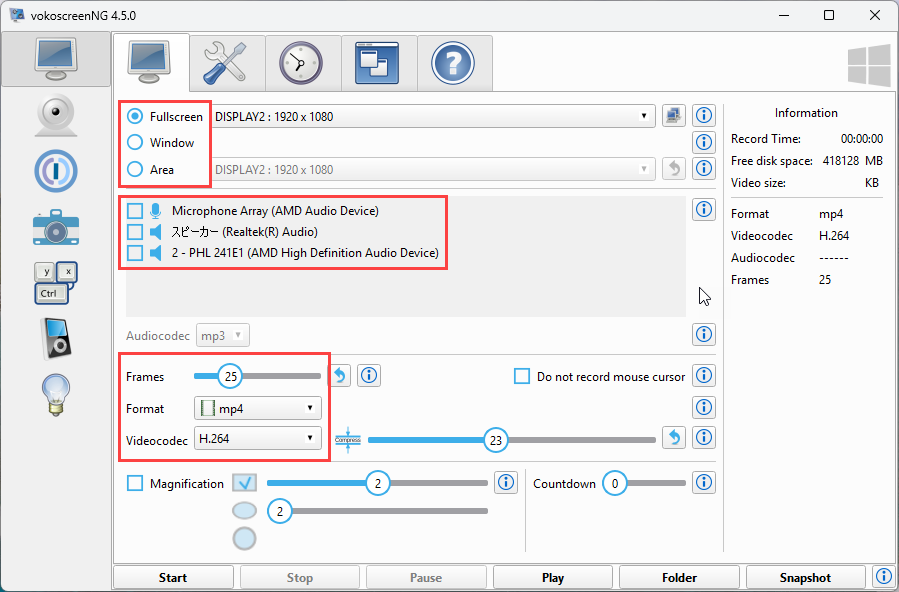 vokoscreenNG 4.5.0
Fullscreen DISPLAY2 : 1920 x 1080
Window
Area DISPLAY2 : 1920 x 1080
Microphone Array (AMD Audio Device)
スピーカー (Realtek(R) Audio)
2 - PHL 241E1 (AMD High Definition Audio Device)
Audiocodec mp3
Frames 25 Do not record mouse cursor
Format mp4
Videocodec H.264 Compress 23
Magnification 2 Countdown 0
2
Information
Record Time: 00:00:00
Free disk space: 418128 MB
Video size: KB
Format mp4
Videocodec H.264
Audiocodec ------
Frames 25
y x
Ctrl
Start Stop Pause Play Folder Snapshot